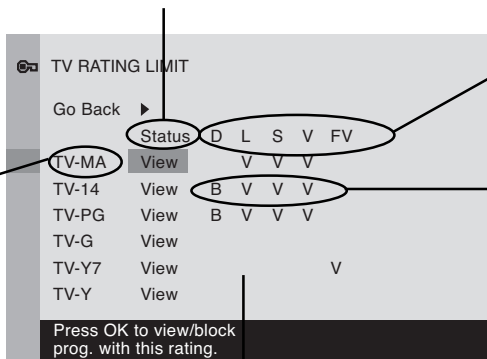 TV RATING LIMIT
Go Back
Status D L S V FV
TV-MA View V V V
TV-14 View B V V V
TV-PG View B V V V
TV-G View
TV-Y7 View V
TV-Y View
Press OK to view/block
prog. with this rating.